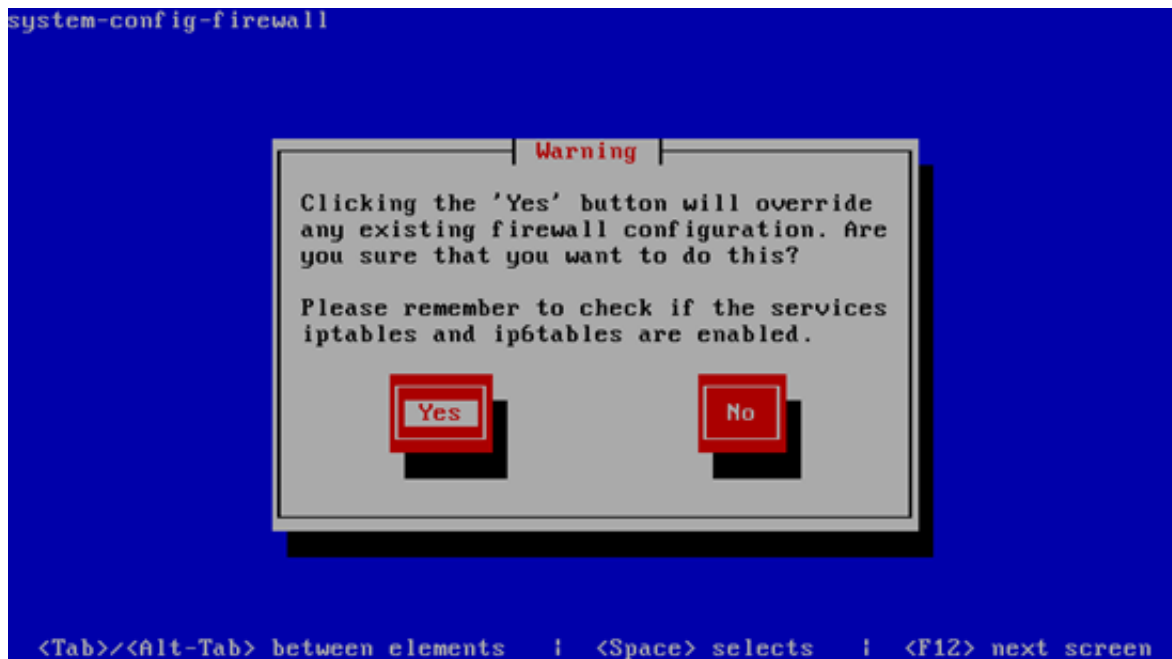 system-config-firewall
Warning
Clicking the 'Yes' button will override
any existing firewall configuration. Are
you sure that you want to do this?
Please remember to check if the services
iptables and ip6tables are enabled.
Yes No
<Tab>/<Alt-Tab> between elements | <Space> selects | <F12> next screen